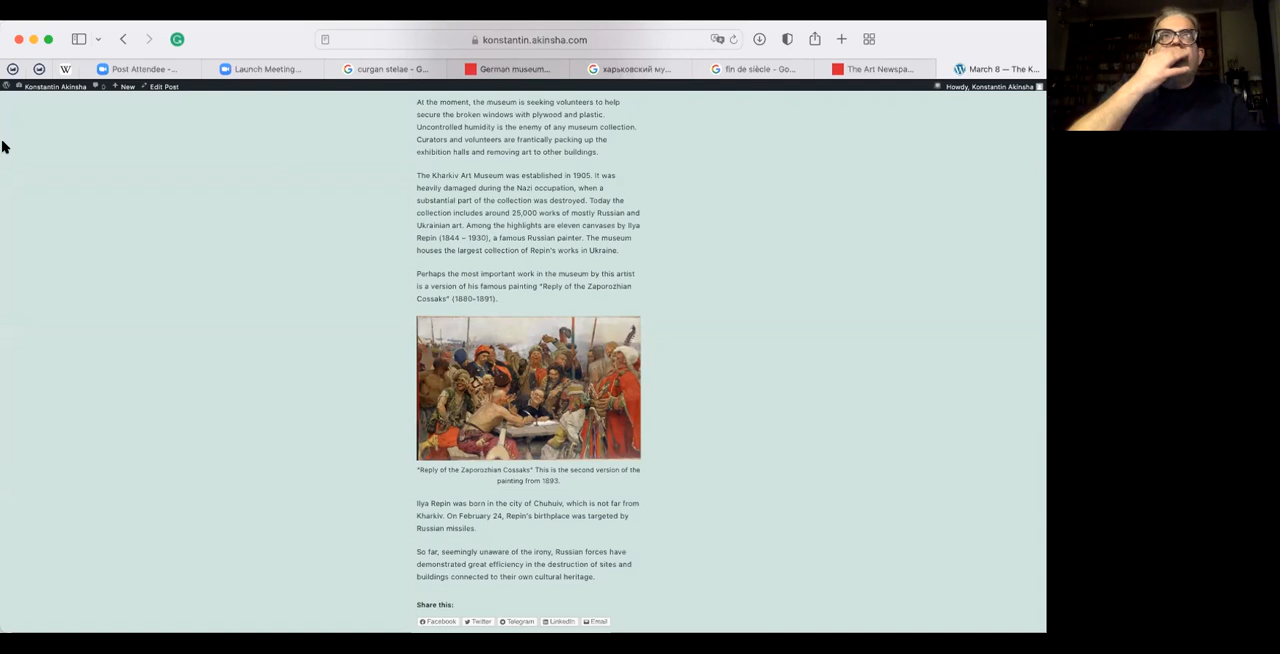 konstantin.akinsha.com
Post Attendee -...
Launch Meeting...
curgan stelae - G...
German museum...
харьковский му...
fin de siècle - Go...
The Art Newspa...
March 8 — The K...
Konstantin Akinsha
0
New
Edit Post
Howdy, Konstantin Akinsha
At the moment, the museum is seeking volunteers to help
secure the broken windows with plywood and plastic.
Uncontrolled humidity is the enemy of any museum collection.
Curators and volunteers are frantically packing up the
exhibition halls and removing art to other buildings.
The Kharkiv Art Museum was established in 1905. It was
heavily damaged during the Nazi occupation, when a
substantial part of the collection was destroyed. Today the
collection includes around 25,000 works of mostly Russian and
Ukrainian art. Among the highlights are eleven canvases by Ilya
Repin (1844 – 1930), a famous Russian painter. The museum
houses the largest collection of Repin's works in Ukraine.
Perhaps the most important work in the museum by this artist
is a version of his famous painting "Reply of the Zaporozhian
Cossaks" (1880-1891).
"Reply of the Zaporozhian Cossaks" This is the second version of the
painting from 1893.
Ilya Repin was born in the city of Chuhuiv, which is not far from
Kharkiv. On February 24, Repin's birthplace was targeted by
Russian missiles.
So far, seemingly unaware of the irony, Russian forces have
demonstrated great efficiency in the destruction of sites and
buildings connected to their own cultural heritage.
Share this:
Facebook
Twitter
Telegram
LinkedIn
Email